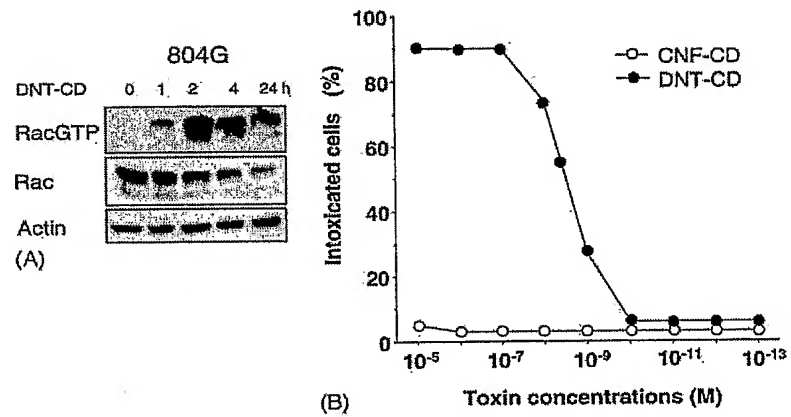 804G
DNT-CD 0 1 2 4 24 h
RacGTP
Rac
Actin
(A)
100
80
60
40
20
0
Intoxicated cells (%)
CNF-CD
DNT-CD
10-5 10-7 10-9 10-11 10-13
Toxin concentrations (M)
(B)